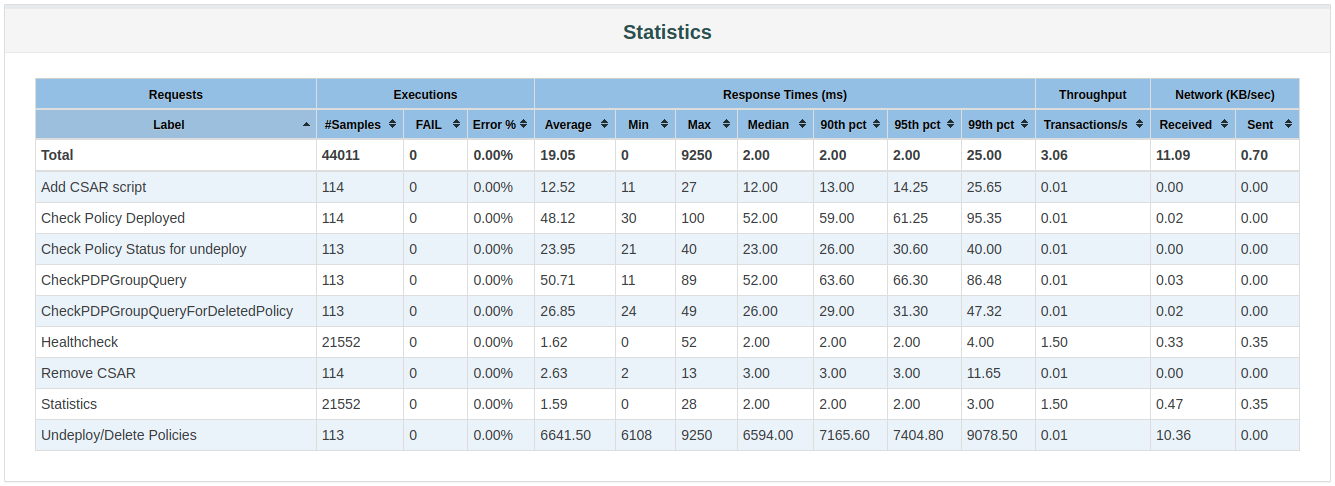 Statistics
Requests Executions Response Times (ms) Throughput Network (KB/sec)
Label #Samples FAIL Error % Average Min Max Median 90th pct 95th pct 99th pct Transactions/s Received Sent
Total 44011 0 0.00% 19.05 0 9250 2.00 2.00 2.00 25.00 3.06 11.09 0.70
Add CSAR script 114 0 0.00% 12.52 11 27 12.00 13.00 14.25 25.65 0.01 0.00 0.00
Check Policy Deployed 114 0 0.00% 48.12 30 100 52.00 59.00 61.25 95.35 0.01 0.02 0.00
Check Policy Status for undeploy 113 0 0.00% 23.95 21 40 23.00 26.00 30.60 40.00 0.01 0.00 0.00
CheckPDPGroupQuery 113 0 0.00% 50.71 11 89 52.00 63.60 66.30 86.48 0.01 0.03 0.00
CheckPDPGroupQueryForDeletedPolicy 113 0 0.00% 26.85 24 49 26.00 29.00 31.30 47.32 0.01 0.02 0.00
Healthcheck 21552 0 0.00% 1.62 0 52 2.00 2.00 2.00 4.00 1.50 0.33 0.35
Remove CSAR 114 0 0.00% 2.63 2 13 3.00 3.00 3.00 11.65 0.01 0.00 0.00
Statistics 21552 0 0.00% 1.59 0 28 2.00 2.00 2.00 3.00 1.50 0.47 0.35
Undeploy/Delete Policies 113 0 0.00% 6641.50 6108 9250 6594.00 7165.60 7404.80 9078.50 0.01 10.36 0.00